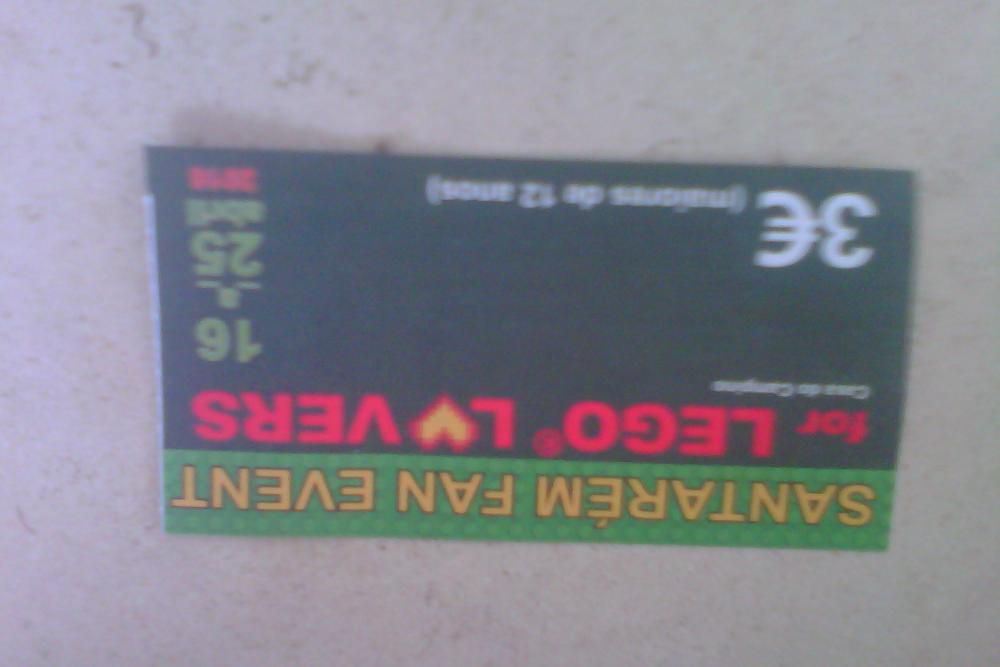 SANTARÉM FAN EVENT
for LEGO® LOVERS
Casa do Campino
16
a
25
abril
2016
3€ (maiores de 12 anos)